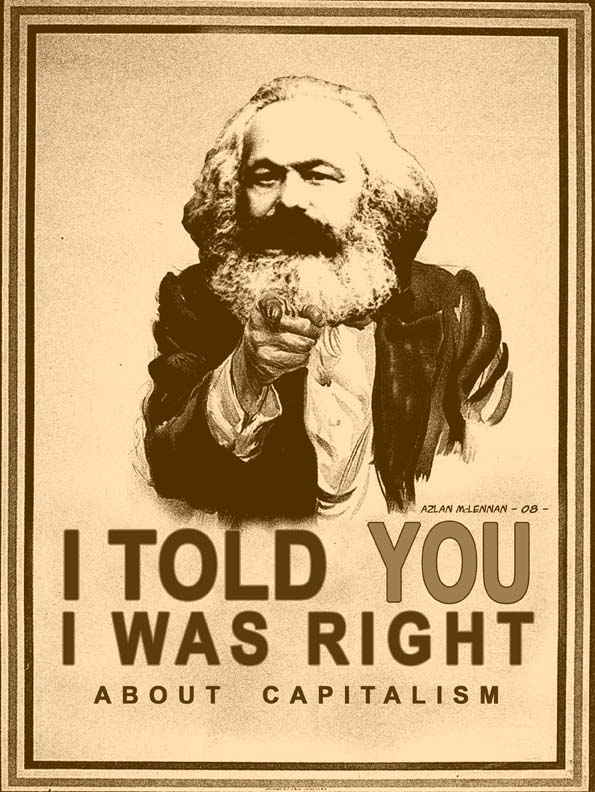 AZLAN McLENNAN - 08 -
I TOLD YOU
I WAS RIGHT
ABOUT CAPITALISM